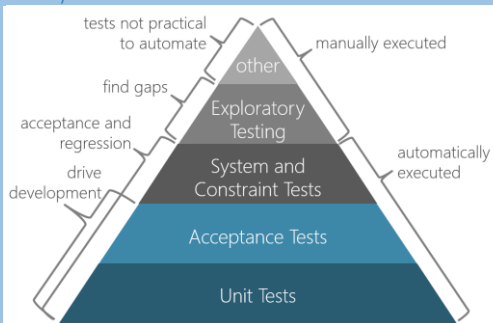 tests not practical
to automate
manually executed
other
find gaps
Exploratory
Testing
acceptance and
regression
automatically
executed
System and
Constraint Tests
drive
development
Acceptance Tests
Unit Tests